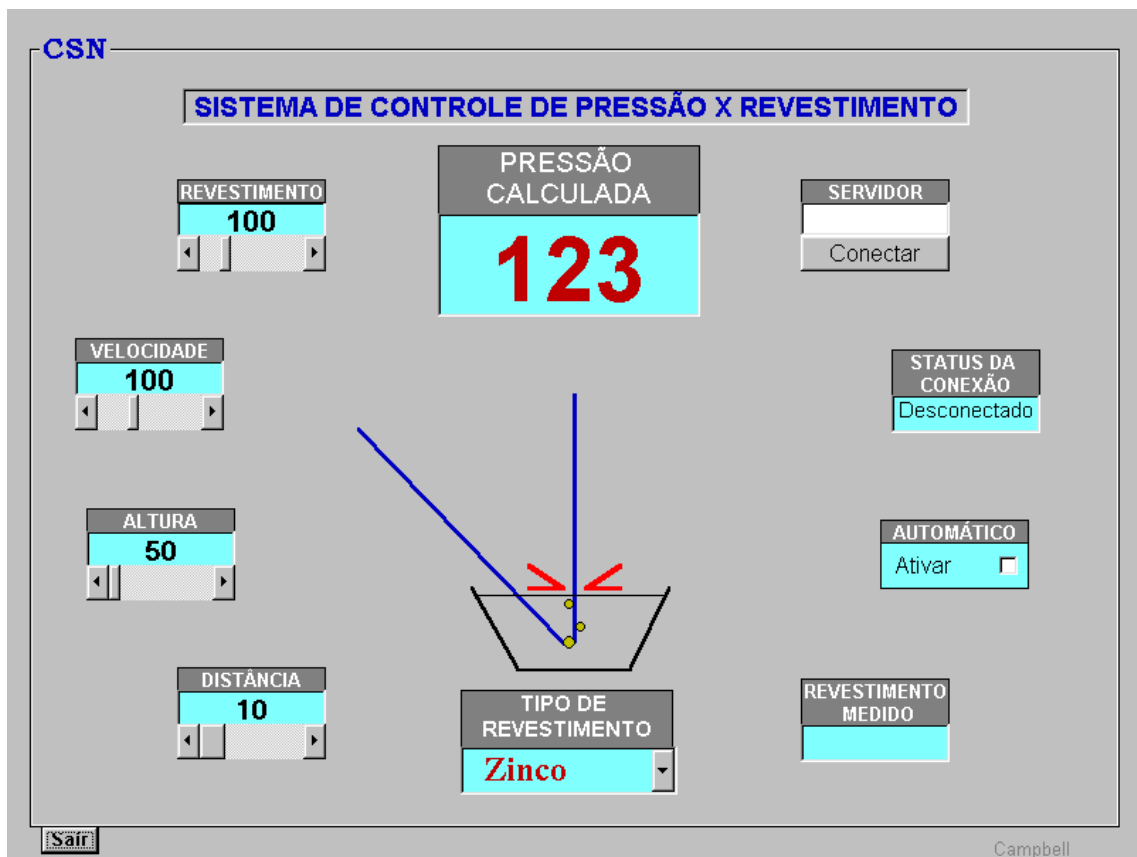 CSN
SISTEMA DE CONTROLE DE PRESSÃO X REVESTIMENTO
PRESSÃO
CALCULADA
123
REVESTIMENTO
100
SERVIDOR
Conectar
VELOCIDADE
100
STATUS DA
CONEXÃO
Desconectado
ALTURA
50
AUTOMÁTICO
Ativar
DISTÂNCIA
10
TIPO DE
REVESTIMENTO
Zinco
REVESTIMENTO
MEDIDO
Sair
Campbell